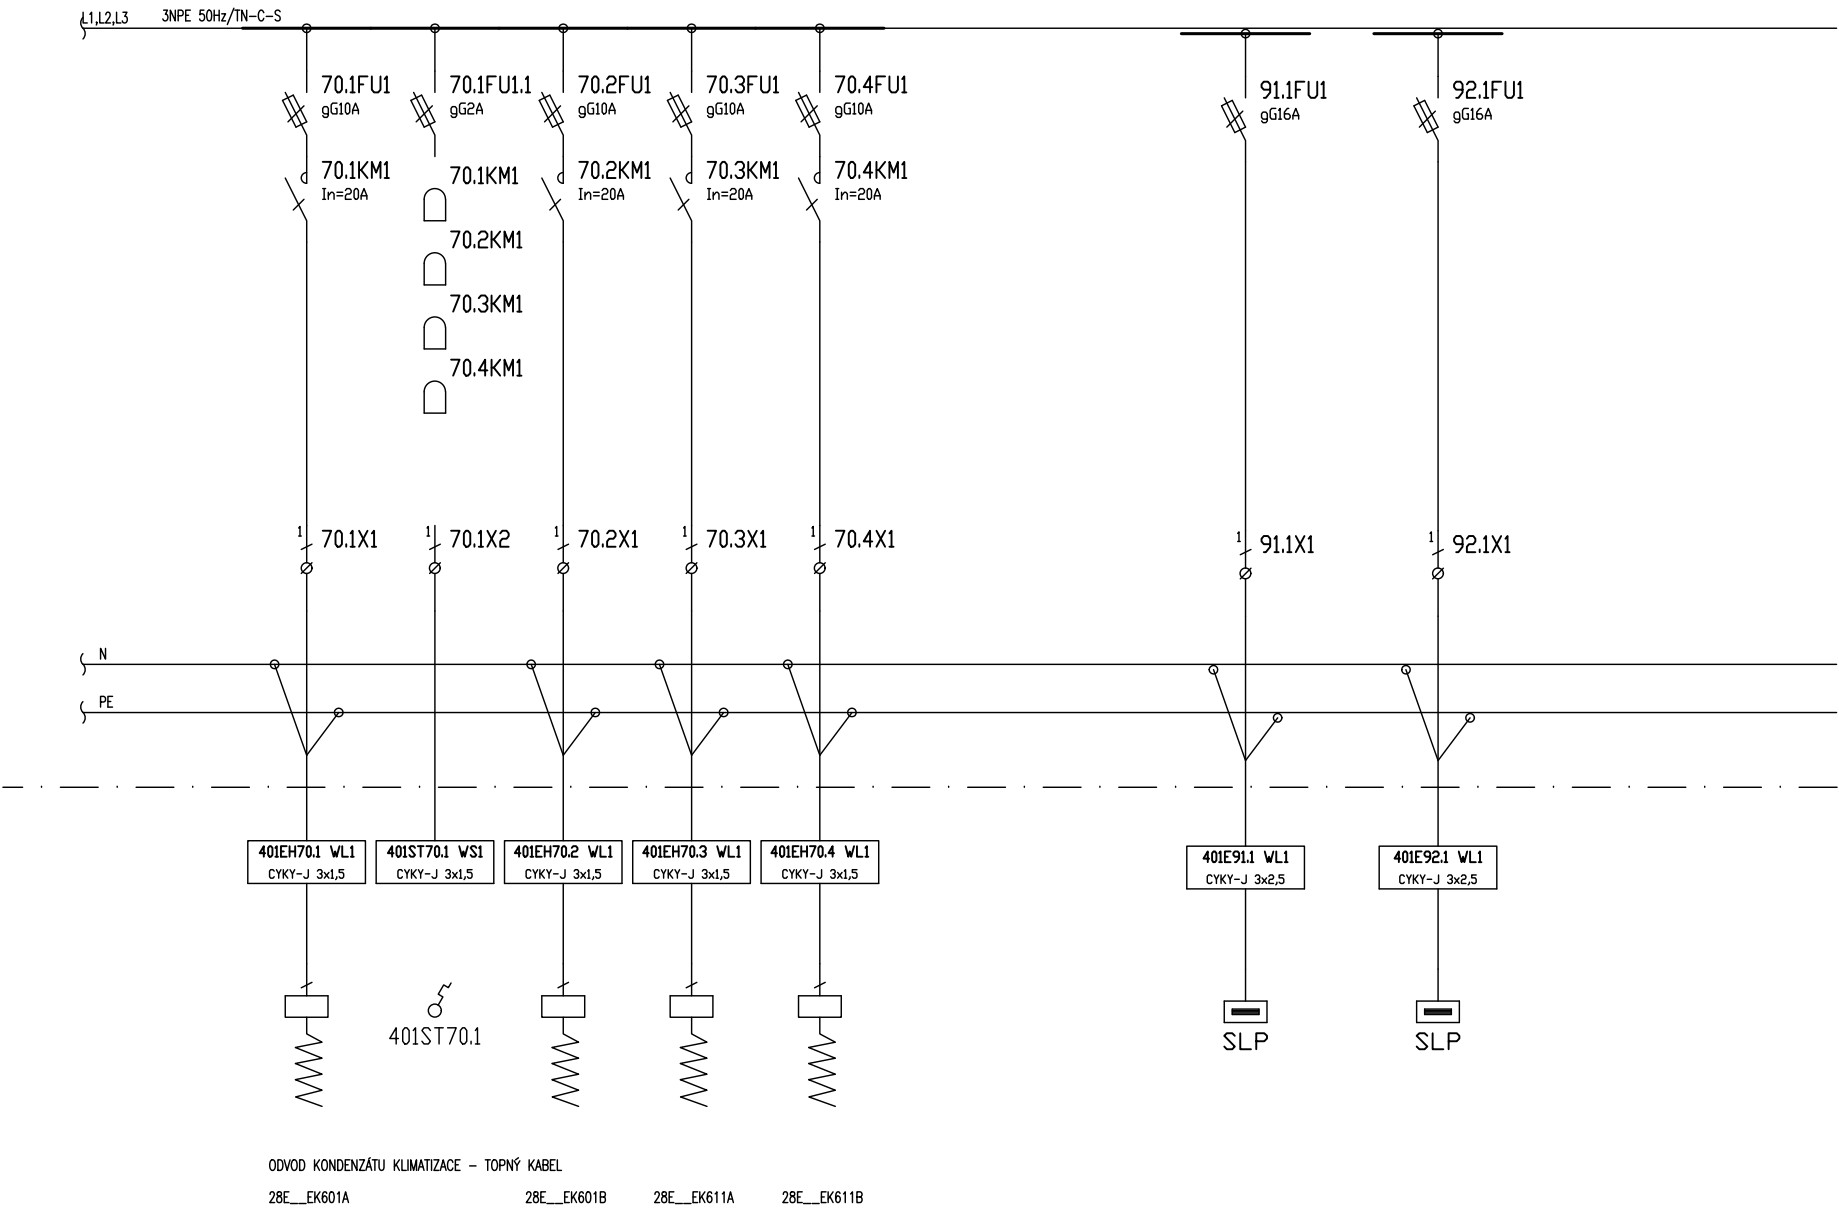 L1,L2,L3 3NPE 50Hz/TN-C-S
70.1FU1 70.1FU1.1 70.2FU1 70.3FU1 70.4FU1 91.1FU1 92.1FU1
gG10A gG2A gG10A gG10A gG10A gG16A gG16A
70.1KM1 70.1KM1 70.2KM1 70.3KM1 70.4KM1
In=20A In=20A In=20A In=20A
70.2KM1
70.3KM1
70.4KM1
1 70.1X1 1 70.1X2 1 70.2X1 1 70.3X1 1 70.4X1 1 91.1X1 1 92.1X1
N
PE
401EH70.1 WL1 401ST70.1 WS1 401EH70.2 WL1 401EH70.3 WL1 401EH70.4 WL1 401E91.1 WL1 401E92.1 WL1
CYKY-J 3x1,5 CYKY-J 3x1,5 CYKY-J 3x1,5 CYKY-J 3x1,5 CYKY-J 3x1,5 CYKY-J 3x2,5 CYKY-J 3x2,5
401ST70.1 SLP SLP
ODVOD KONDENZÁTU KLIMATIZACE - TOPNÝ KABEL
28E__EK601A 28E__EK601B 28E__EK611A 28E__EK611B